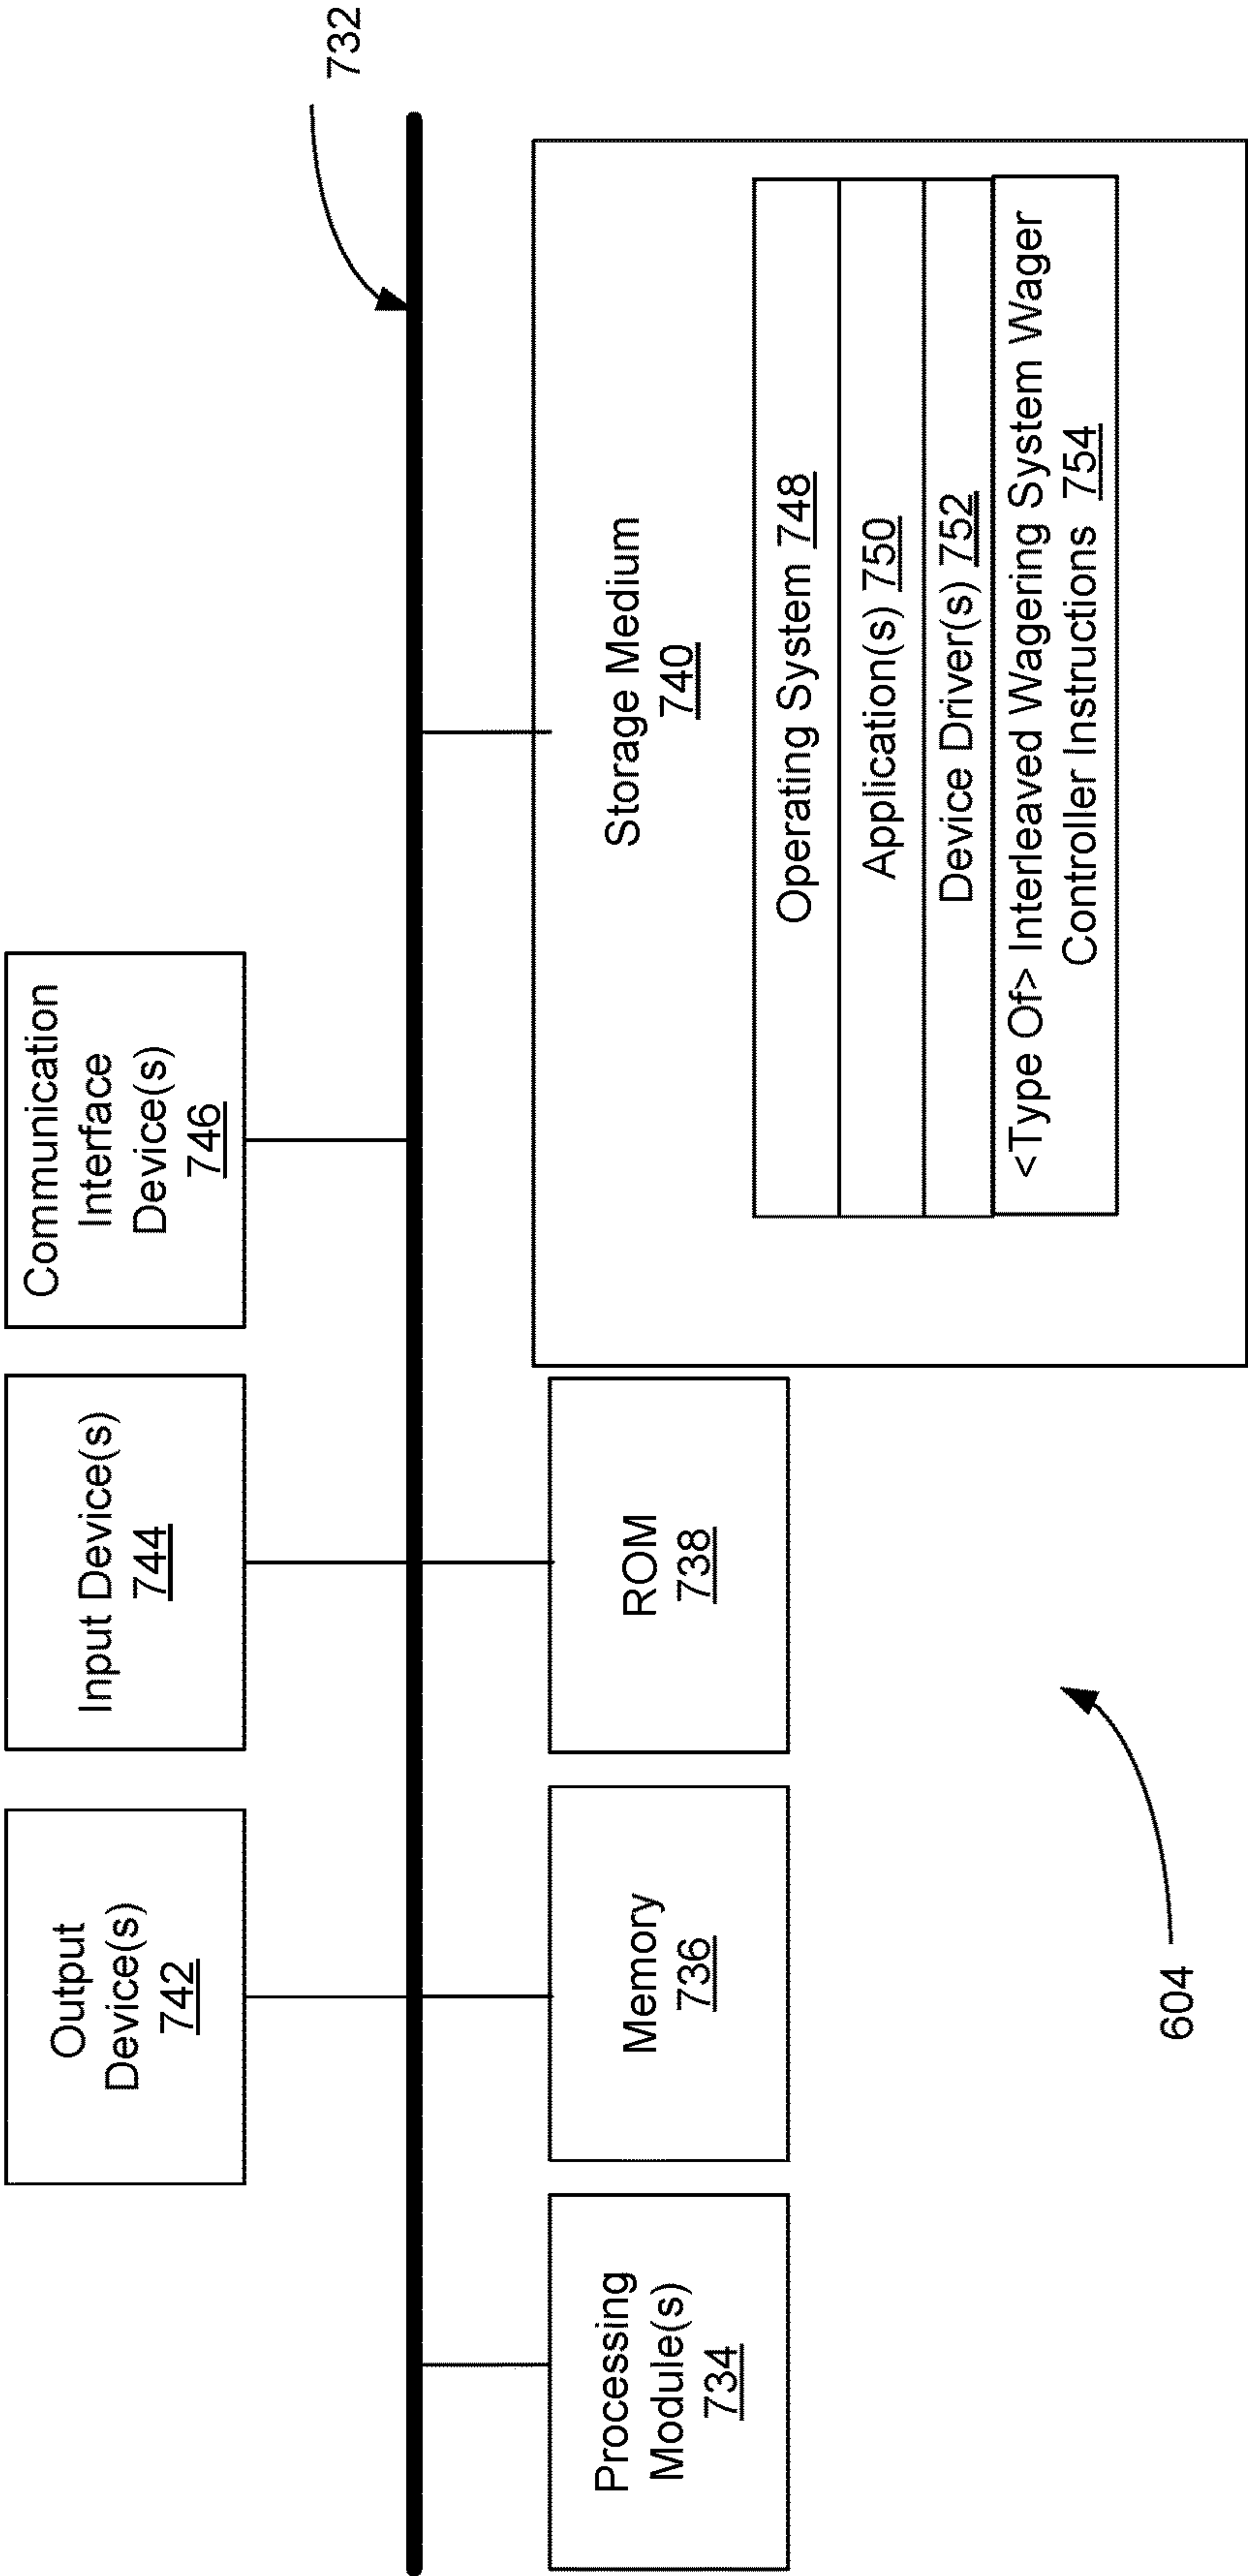 732
Output
Device(s)
742
Input Device(s)
744
Communication
Interface
Device(s)
746
Processing
Module(s)
734
Memory
736
ROM
738
Storage Medium
740
Operating System 748
Application(s) 750
Device Driver(s) 752
<Type Of> Interleaved Wagering System Wager
Controller Instructions 754
604